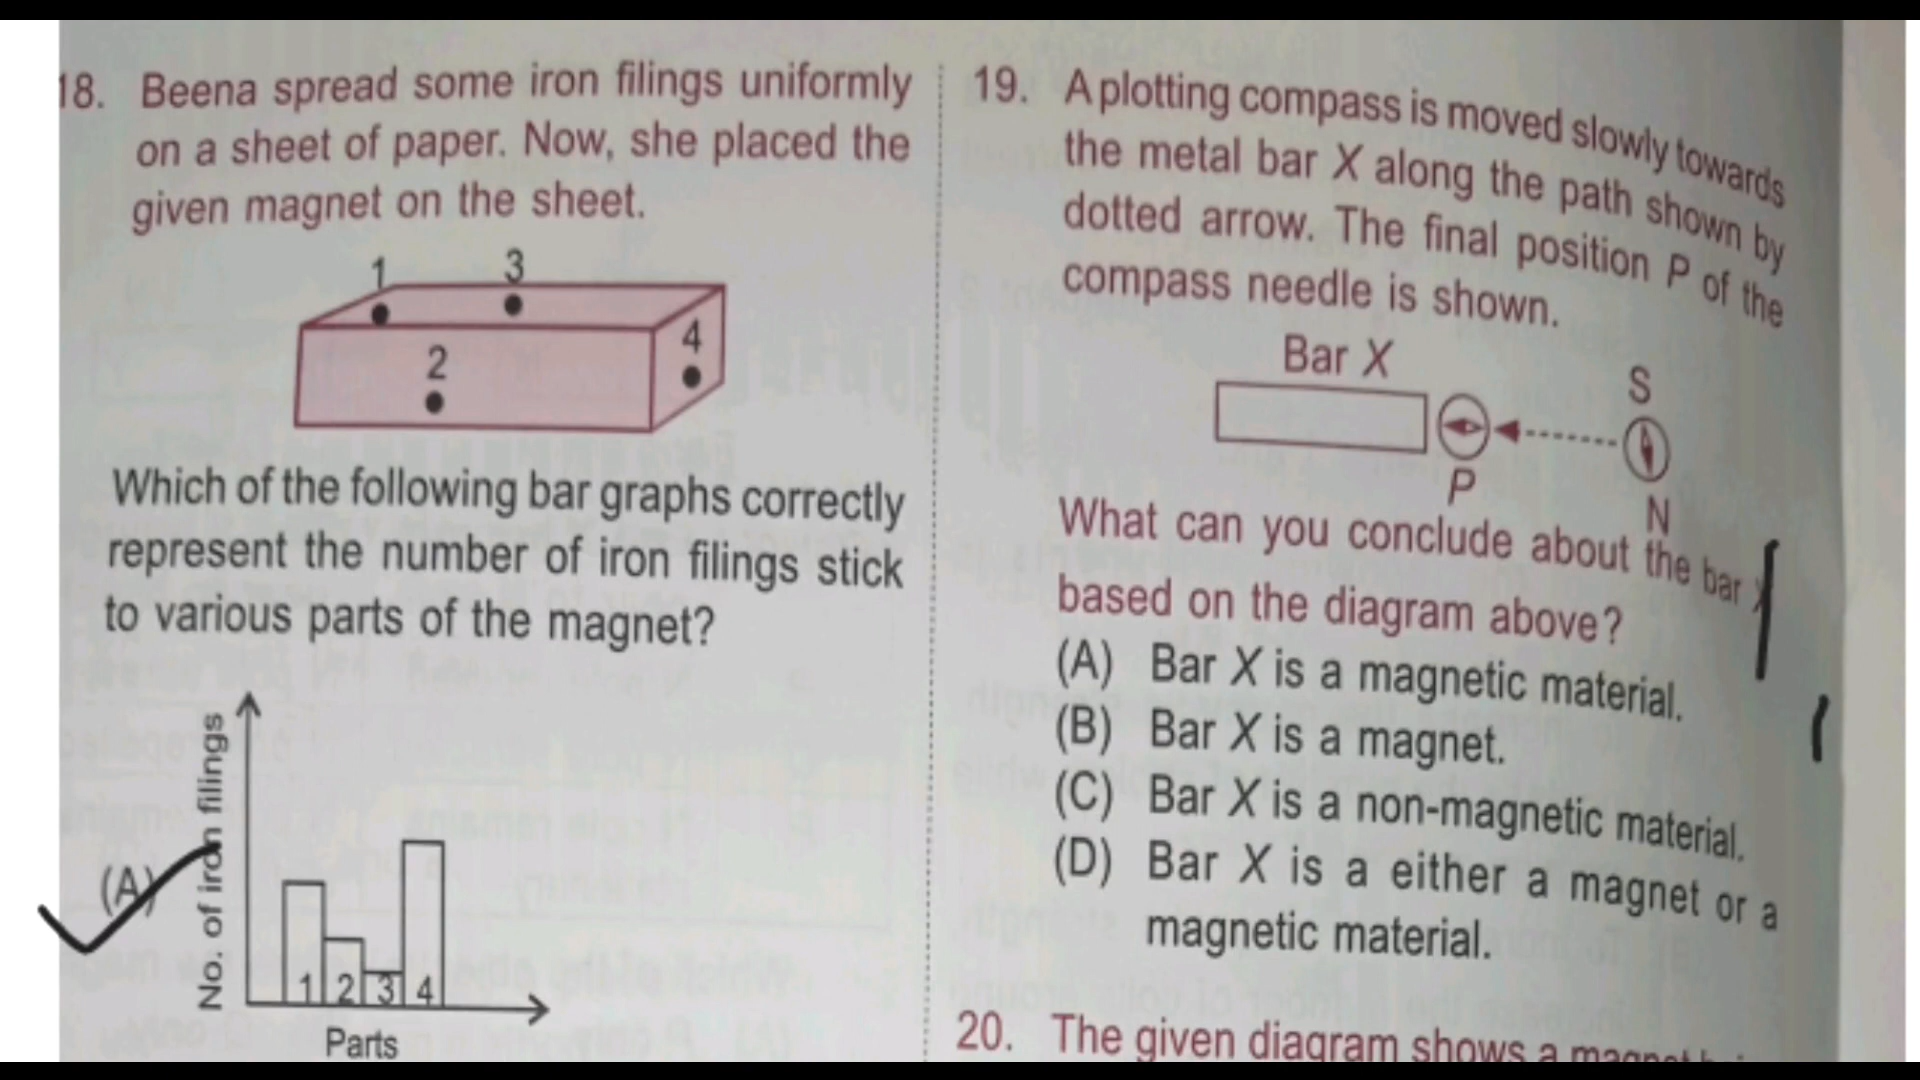 18. Beena spread some iron filings uniformly
on a sheet of paper. Now, she placed the
given magnet on the sheet.
1
3
2
4
Which of the following bar graphs correctly
represent the number of iron filings stick
to various parts of the magnet?
(A)
No. of iron filings
1 2 3 4
Parts
19. A plotting compass is moved slowly towards
the metal bar X along the path shown by
dotted arrow. The final position P of the
compass needle is shown.
Bar X
S
P
N
What can you conclude about the bar
based on the diagram above?
(A) Bar X is a magnetic material.
(B) Bar X is a magnet.
(C) Bar X is a non-magnetic material.
(D) Bar X is a either a magnet or a
magnetic material.
20. The given diagram shows a